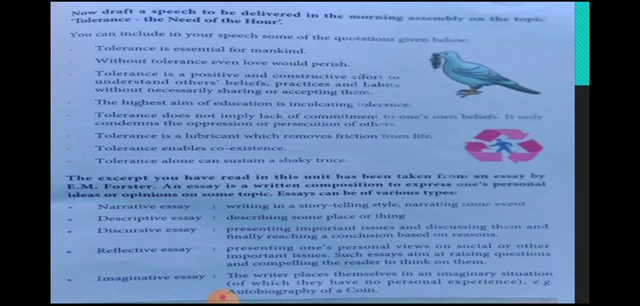 Now draft a speech to be delivered in the morning assembly on the topic
'Tolerance - the Need of the Hour'.
You can include in your speech some of the quotations given below:
Tolerance is essential for mankind.
Without tolerance even love would perish.
Tolerance is a positive and constructive effort to
understand others' beliefs, practices and habits
without necessarily sharing or accepting them.
The highest aim of education is inculcating tolerance.
Tolerance does not imply lack of commitment to one's own beliefs. It only
condemns the oppression or persecution of others.
Tolerance is a lubricant which removes friction from life.
Tolerance enables co-existence.
Tolerance alone can sustain a shaky truce.
The excerpt you have read in this unit has been taken from an essay by
E.M. Forster. An essay is a written composition to express one's personal
ideas or opinions on some topic. Essays can be of various types:
Narrative essay : writing in a story-telling style, narrating some event
Descriptive essay : describing some place or thing
Discursive essay : presenting important issues and discussing them and
finally reaching a conclusion based on reasons.
Reflective essay : presenting one's personal views on social or other
important issues. Such essays aim at raising questions
and compelling the reader to think on them.
Imaginative essay : The writer places themselves in an imaginary situation
(of which they have no personal experience), e.g.
Autobiography of a Coin.